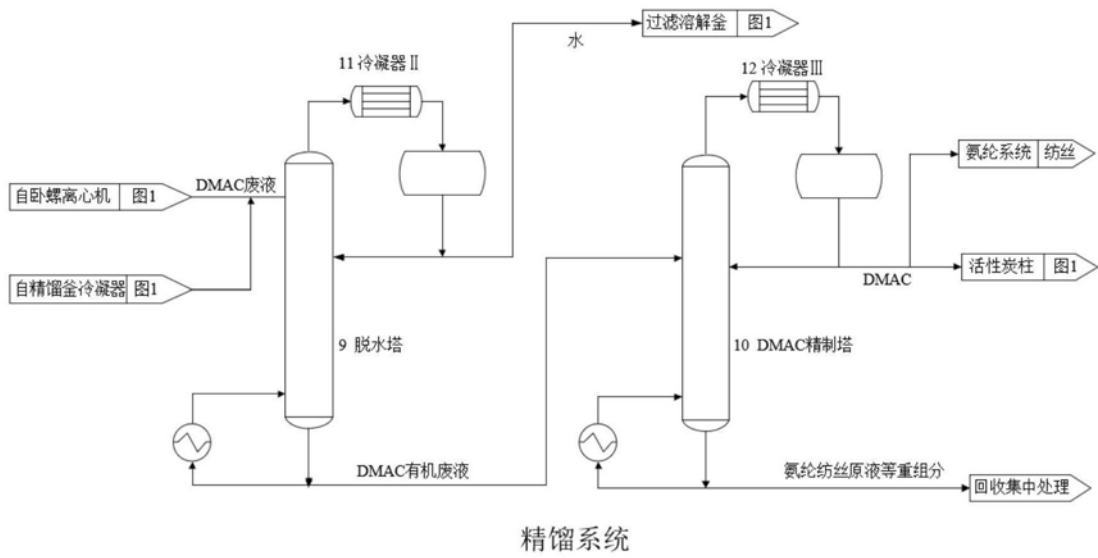 过滤溶解釜 图1
水
11 冷凝器Ⅱ
12 冷凝器Ⅲ
氨纶系统 纺丝
DMAC废液
自卧螺离心机 图1
活性炭柱 图1
DMAC
自精馏釜冷凝器 图1
9 脱水塔
10 DMAC精制塔
DMAC有机废液
氨纶纺丝原液等重组分
回收集中处理
精馏系统